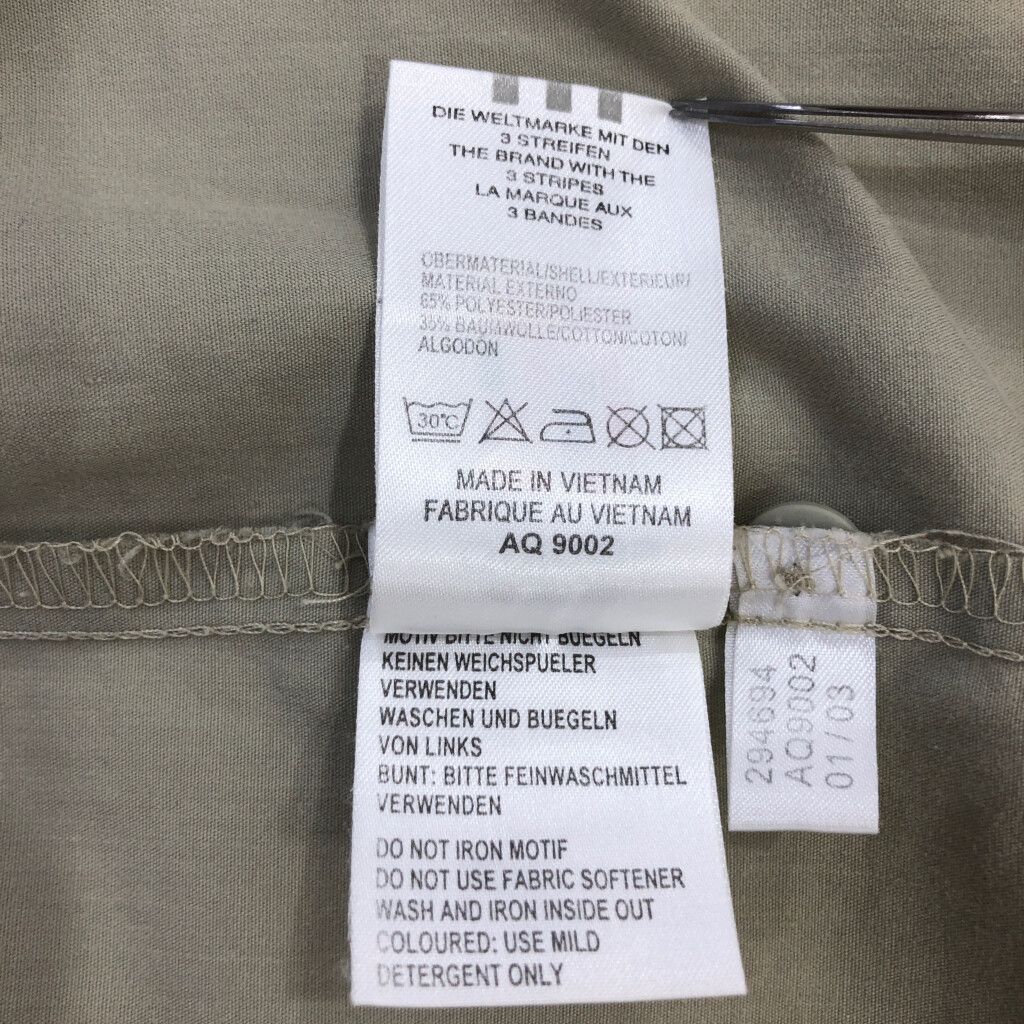 DIE WELTMARKE MIT DEN
3 STREIFEN
THE BRAND WITH THE
3 STRIPES
LA MARQUE AUX
3 BANDES
OBERMATERIAL/SHELL/EXTERIEUR/
MATERIAL EXTERNO
65% POLYESTER/POLIESTER
35% BAUMWOLLE/COTTON/COTON/
ALGODÓN
30°C
MADE IN VIETNAM
FABRIQUE AU VIETNAM
AQ 9002
MOTIV BITTE NICHT BUEGELN
KEINEN WEICHSPUELER
VERWENDEN
WASCHEN UND BUEGELN
VON LINKS
BUNT: BITTE FEINWASCHMITTEL
VERWENDEN
DO NOT IRON MOTIF
DO NOT USE FABRIC SOFTENER
WASH AND IRON INSIDE OUT
COLOURED: USE MILD
DETERGENT ONLY
294694
AQ9002
01/03